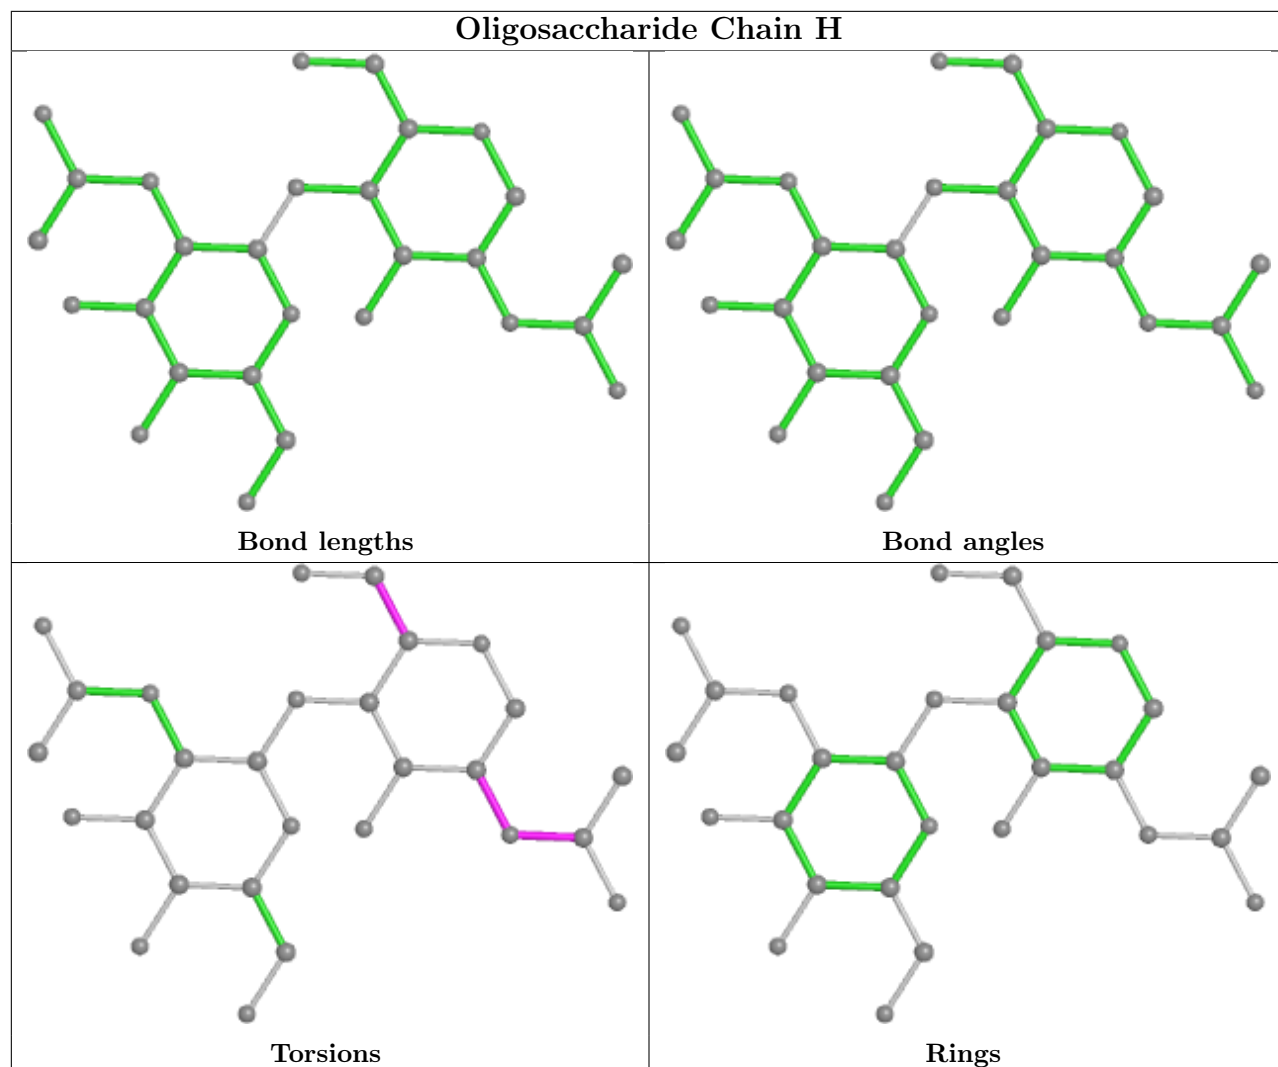 Oligosaccharide Chain H
Bond lengths
Bond angles
Torsions
Rings